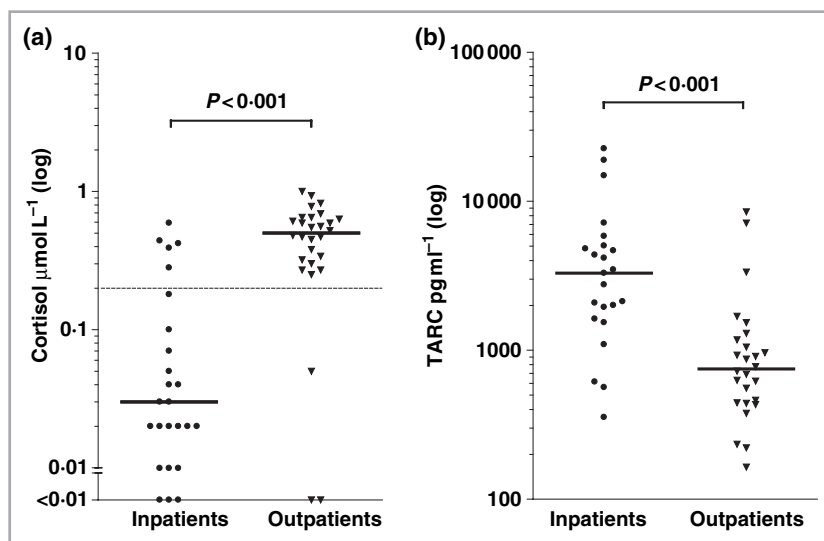 (a)
Cortisol µmol L⁻¹ (log)
10
1
0·1
0·01
<0·01
P < 0·001
Inpatients Outpatients
(b)
TARC pg ml⁻¹ (log)
100 000
10 000
1000
100
P < 0·001
Inpatients Outpatients